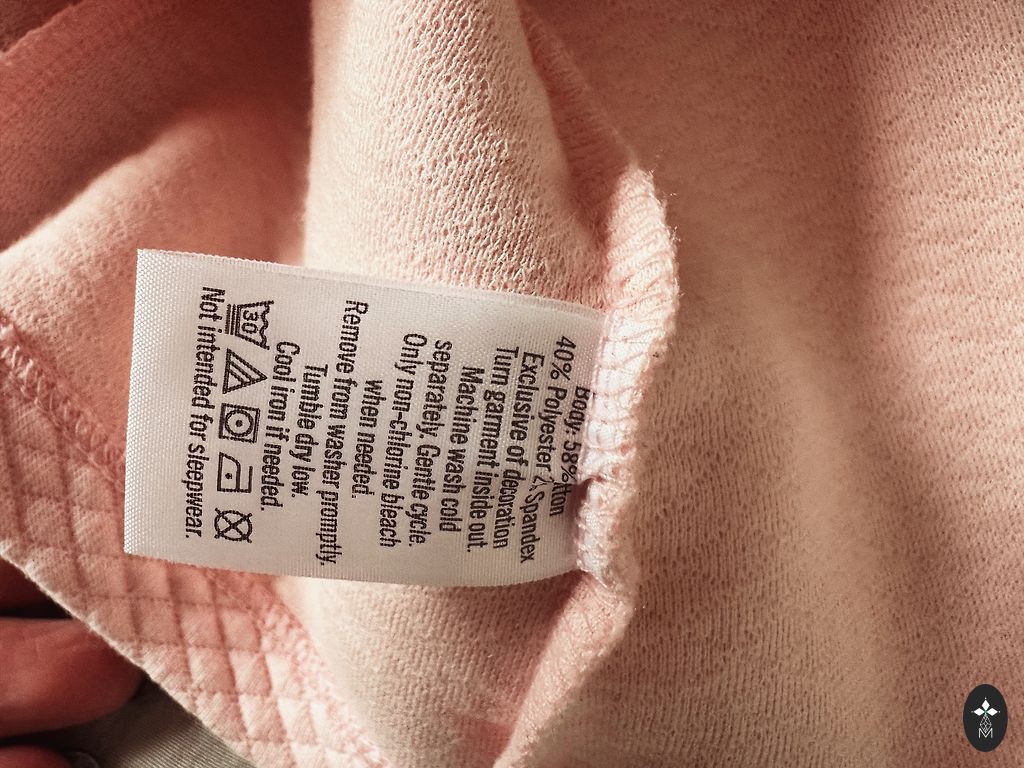 Body: 58%
40% Polyester 2% Spandex
Exclusive of decoration
Turn garment inside out.
Machine wash cold
separately. Gentle cycle.
Only non-chlorine bleach
when needed.
Remove from washer promptly.
Tumble dry low.
Cool iron if needed.
30
Not intended for sleepwear.
M